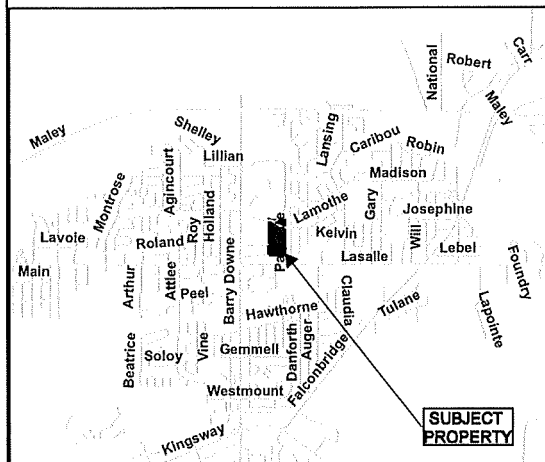 Carr
Robert
National
Maley
Maley
Shelley
Lillian
Lansing
Caribou
Robin
Madison
Montrose
Agincourt
Roy
Holland
Lamothe
Gary
Josephine
Kelvin
Will
Lavoie
Roland
Lasalle
Lebel
Main
Foundry
Arthur
Attlee
Peel
Barry Downe
Claudia
Tulane
Hawthorne
Lapointe
Beatrice
Soloy
Vine
Gemmell
Danforth
Auger
Falconbridge
Westmount
Kingsway
SUBJECT
PROPERTY